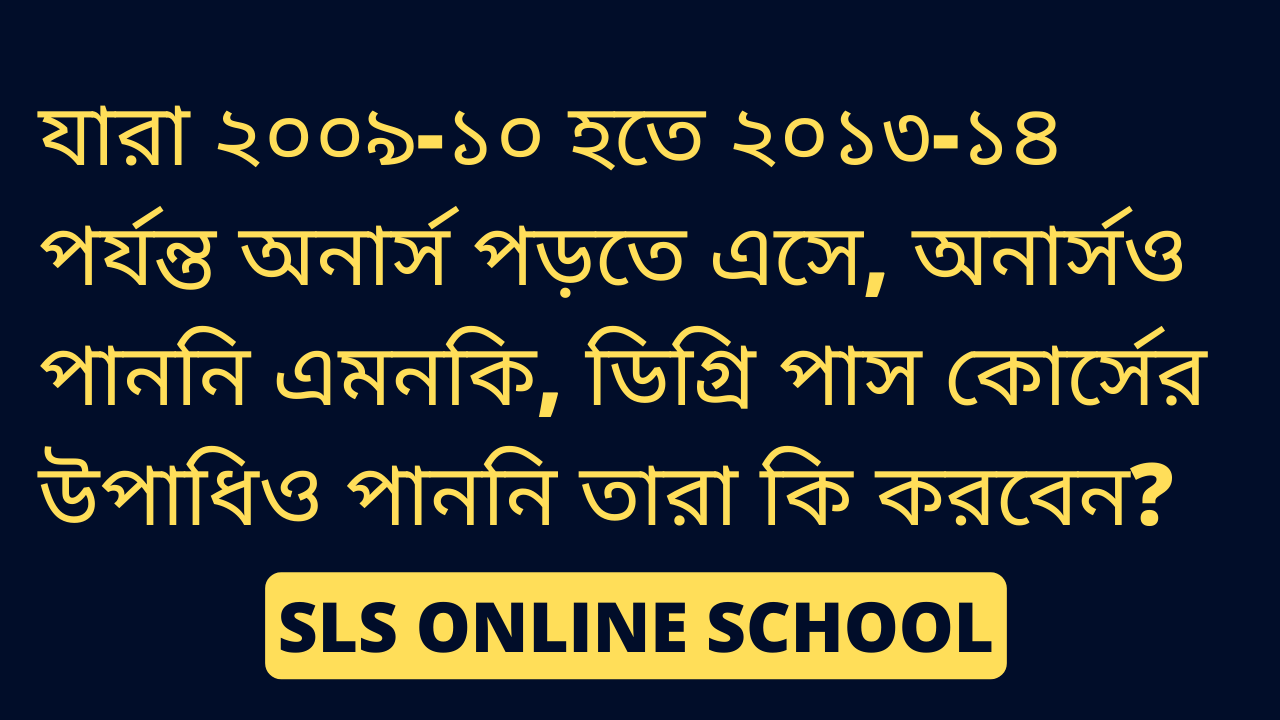 যারা ২০০৯-১০ হতে ২০১৩-১৪
পর্যন্ত অনার্স পড়তে এসে, অনার্সও
পাননি এমনকি, ডিগ্রি পাস কোর্সের
উপাধিও পাননি তারা কি করবেন?
SLS ONLINE SCHOOL